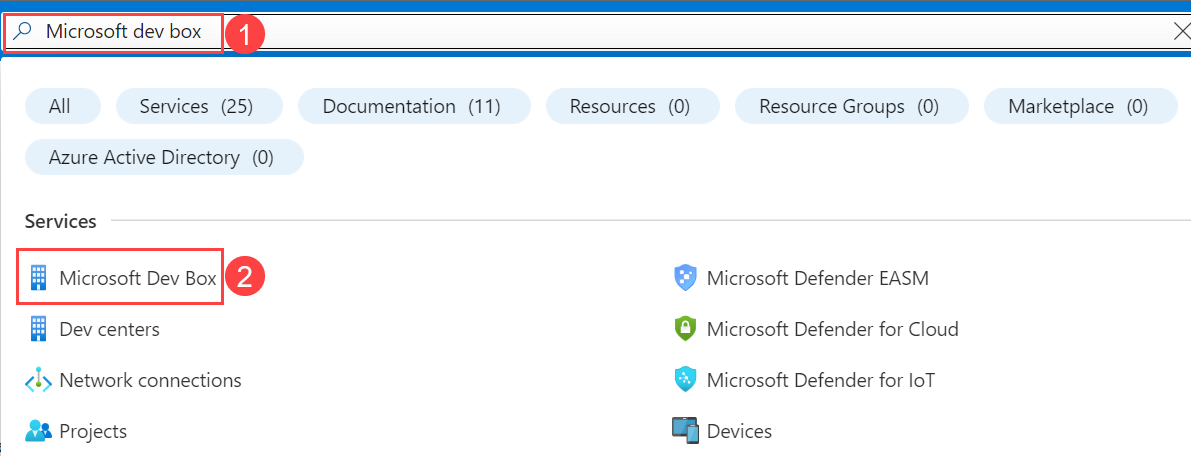 Microsoft dev box 1
All Services (25) Documentation (11) Resources (0) Resource Groups (0) Marketplace (0)
Azure Active Directory (0)
Services
Microsoft Dev Box 2 Microsoft Defender EASM
Dev centers Microsoft Defender for Cloud
Network connections Microsoft Defender for IoT
Projects Devices